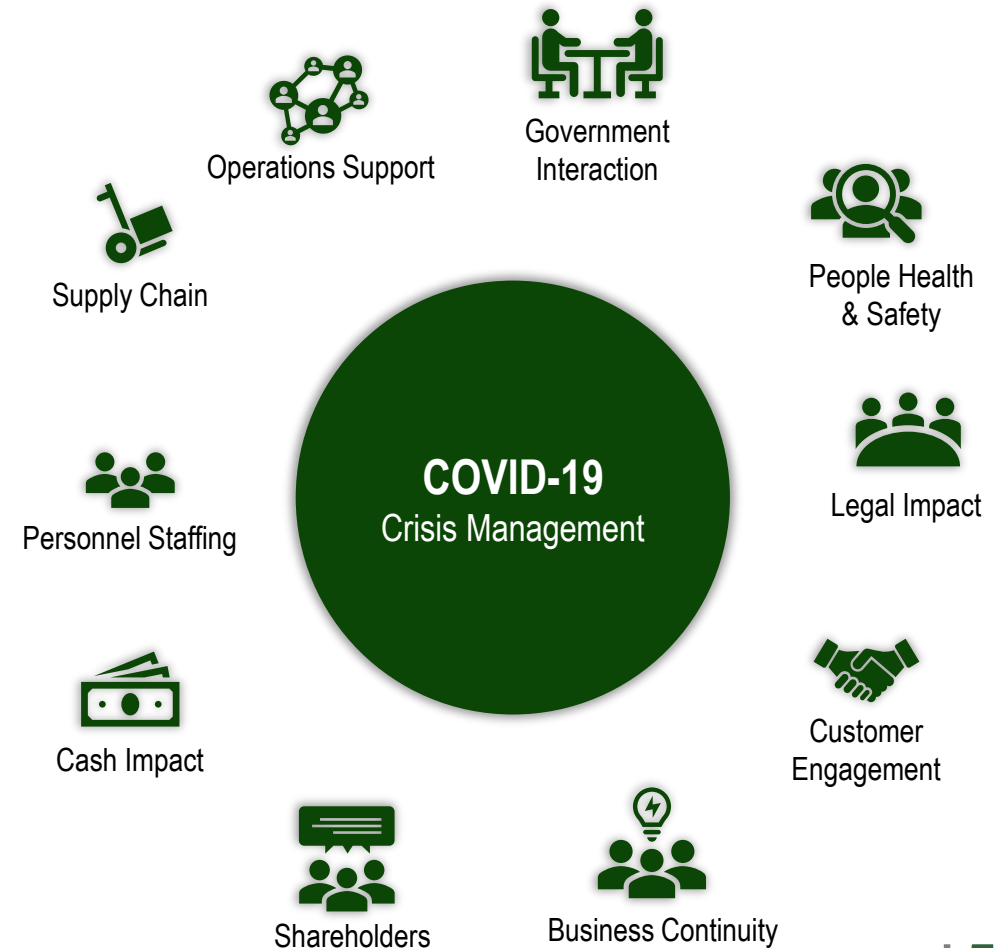 Government
Interaction
Operations Support
People Health
& Safety
Supply Chain
Legal Impact
COVID-19
Crisis Management
Personnel Staffing
Customer
Engagement
Cash Impact
Business Continuity
Shareholders